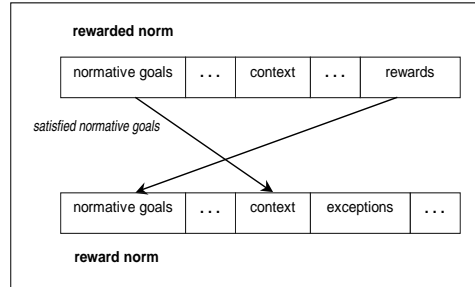 rewarded norm
normative goals ... context ... rewards
satisfied normative goals
normative goals ... context exceptions ...
reward norm